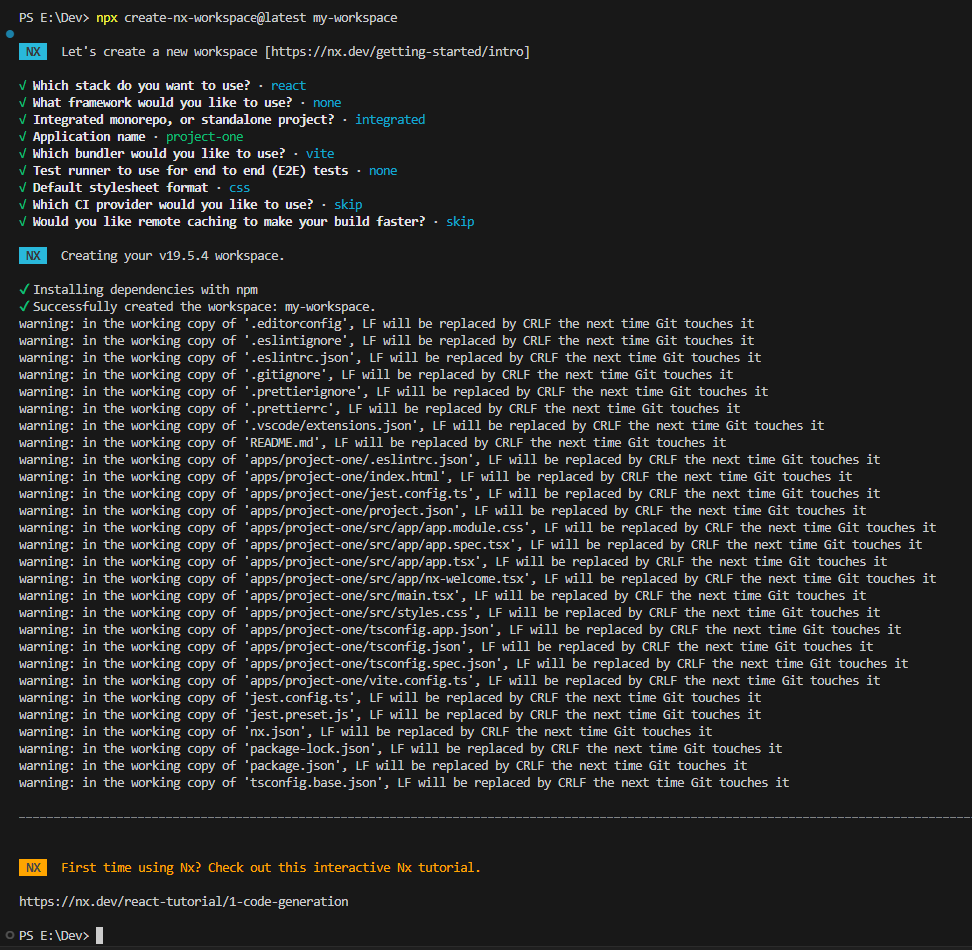 PS E:\Dev> npx create-nx-workspace@latest my-workspace
NX Let's create a new workspace [https://nx.dev/getting-started/intro]
√ Which stack do you want to use? · react
√ What framework would you like to use? · none
√ Integrated monorepo, or standalone project? · integrated
√ Application name · project-one
√ Which bundler would you like to use? · vite
√ Test runner to use for end to end (E2E) tests · none
√ Default stylesheet format · css
√ Which CI provider would you like to use? · skip
√ Would you like remote caching to make your build faster? · skip
NX Creating your v19.5.4 workspace.
✓ Installing dependencies with npm
✓ Successfully created the workspace: my-workspace.
warning: in the working copy of '.editorconfig', LF will be replaced by CRLF the next time Git touches it
warning: in the working copy of '.eslintignore', LF will be replaced by CRLF the next time Git touches it
warning: in the working copy of '.eslintrc.json', LF will be replaced by CRLF the next time Git touches it
warning: in the working copy of '.gitignore', LF will be replaced by CRLF the next time Git touches it
warning: in the working copy of '.prettierignore', LF will be replaced by CRLF the next time Git touches it
warning: in the working copy of '.prettierrc', LF will be replaced by CRLF the next time Git touches it
warning: in the working copy of '.vscode/extensions.json', LF will be replaced by CRLF the next time Git touches it
warning: in the working copy of 'README.md', LF will be replaced by CRLF the next time Git touches it
warning: in the working copy of 'apps/project-one/.eslintrc.json', LF will be replaced by CRLF the next time Git touches it
warning: in the working copy of 'apps/project-one/index.html', LF will be replaced by CRLF the next time Git touches it
warning: in the working copy of 'apps/project-one/jest.config.ts', LF will be replaced by CRLF the next time Git touches it
warning: in the working copy of 'apps/project-one/project.json', LF will be replaced by CRLF the next time Git touches it
warning: in the working copy of 'apps/project-one/src/app/app.module.css', LF will be replaced by CRLF the next time Git touches it
warning: in the working copy of 'apps/project-one/src/app/app.spec.tsx', LF will be replaced by CRLF the next time Git touches it
warning: in the working copy of 'apps/project-one/src/app/app.tsx', LF will be replaced by CRLF the next time Git touches it
warning: in the working copy of 'apps/project-one/src/app/nx-welcome.tsx', LF will be replaced by CRLF the next time Git touches it
warning: in the working copy of 'apps/project-one/src/main.tsx', LF will be replaced by CRLF the next time Git touches it
warning: in the working copy of 'apps/project-one/src/styles.css', LF will be replaced by CRLF the next time Git touches it
warning: in the working copy of 'apps/project-one/tsconfig.app.json', LF will be replaced by CRLF the next time Git touches it
warning: in the working copy of 'apps/project-one/tsconfig.json', LF will be replaced by CRLF the next time Git touches it
warning: in the working copy of 'apps/project-one/tsconfig.spec.json', LF will be replaced by CRLF the next time Git touches it
warning: in the working copy of 'apps/project-one/vite.config.ts', LF will be replaced by CRLF the next time Git touches it
warning: in the working copy of 'jest.config.ts', LF will be replaced by CRLF the next time Git touches it
warning: in the working copy of 'jest.preset.js', LF will be replaced by CRLF the next time Git touches it
warning: in the working copy of 'nx.json', LF will be replaced by CRLF the next time Git touches it
warning: in the working copy of 'package-lock.json', LF will be replaced by CRLF the next time Git touches it
warning: in the working copy of 'package.json', LF will be replaced by CRLF the next time Git touches it
warning: in the working copy of 'tsconfig.base.json', LF will be replaced by CRLF the next time Git touches it
NX First time using Nx? Check out this interactive Nx tutorial.
https://nx.dev/react-tutorial/1-code-generation
PS E:\Dev>